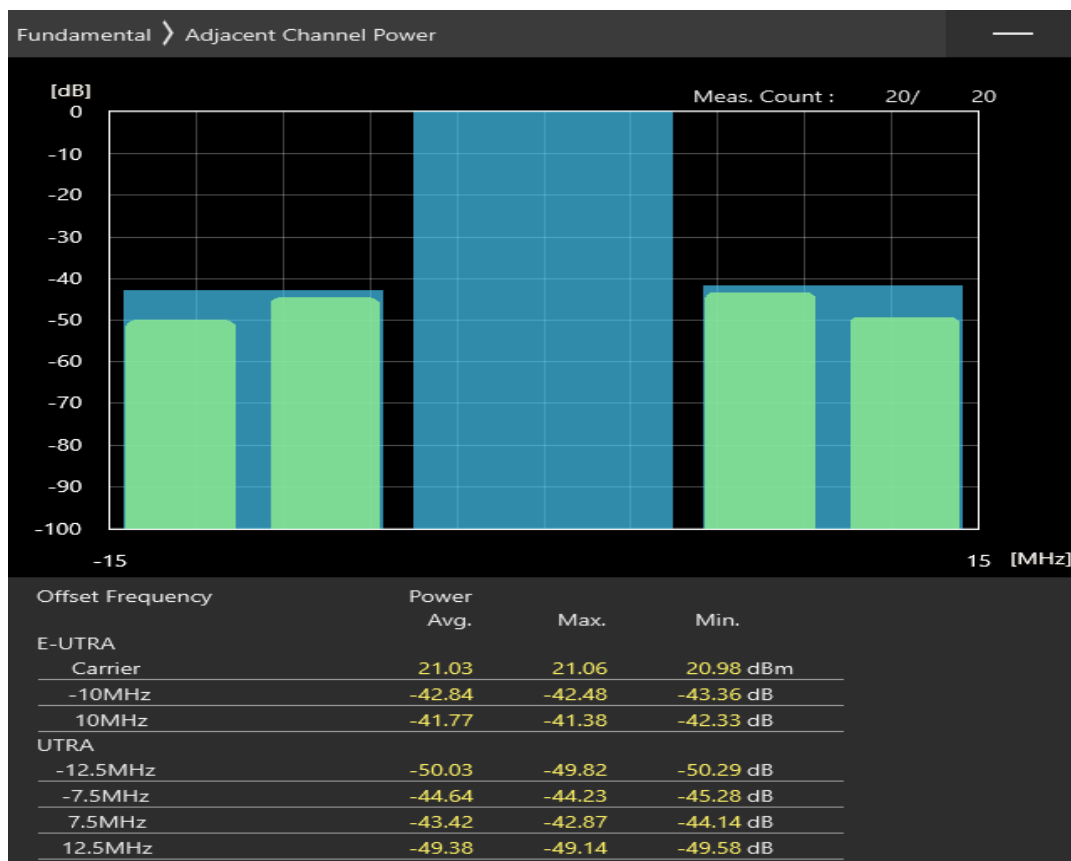 Fundamental ❯ Adjacent Channel Power
[dB]
Meas. Count : 20/ 20
0
-10
-20
-30
-40
-50
-60
-70
-80
-90
-100
-15 15 [MHz]
Offset Frequency Power
Avg. Max. Min.
E-UTRA
Carrier 21.03 21.06 20.98 dBm
-10MHz -42.84 -42.48 -43.36 dB
10MHz -41.77 -41.38 -42.33 dB
UTRA
-12.5MHz -50.03 -49.82 -50.29 dB
-7.5MHz -44.64 -44.23 -45.28 dB
7.5MHz -43.42 -42.87 -44.14 dB
12.5MHz -49.38 -49.14 -49.58 dB